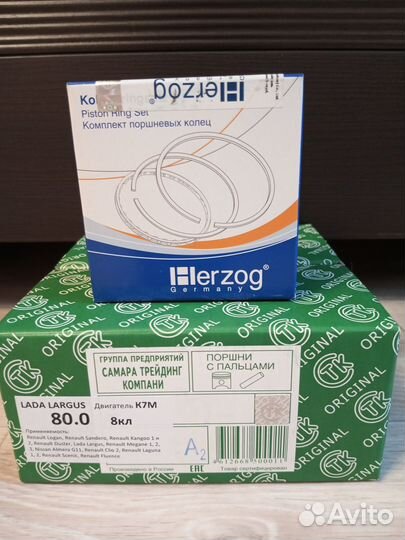 Herzog
Piston Ring Set
Комплект поршневых колец
Herzog®
Germany
ORIGINAL
ГРУППА ПРЕДПРИЯТИЙ
САМАРА ТРЕЙДИНГ
КОМПАНИ
ПОРШНИ
С ПАЛЬЦАМИ
LADA LARGUS
80.0
Двигатель K7M
8кл
Применяемость:
Renault Logan, Renault Sandero, Renault Kangoo 1 и
2, Renault Duster, Lada Largus, Renault Megane 1, 2,
3, Nissan Almera G11, Renault Clio 2, Renault Laguna
1, 2, Renault Scenic, Renault Fluence
A2
Произведено в России
EAC
4612668500011
Товар сертифицирован
Avito